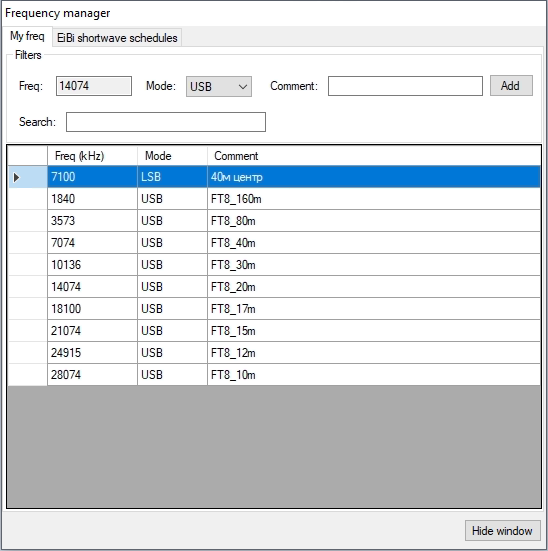 Frequency manager
My freq EiBi shortwave schedules
Filters
Freq: 14074 Mode: USB Comment: Add
Search:
Freq (kHz) Mode Comment
7100 LSB 40м центр
1840 USB FT8_160m
3573 USB FT8_80m
7074 USB FT8_40m
10136 USB FT8_30m
14074 USB FT8_20m
18100 USB FT8_17m
21074 USB FT8_15m
24915 USB FT8_12m
28074 USB FT8_10m
Hide window